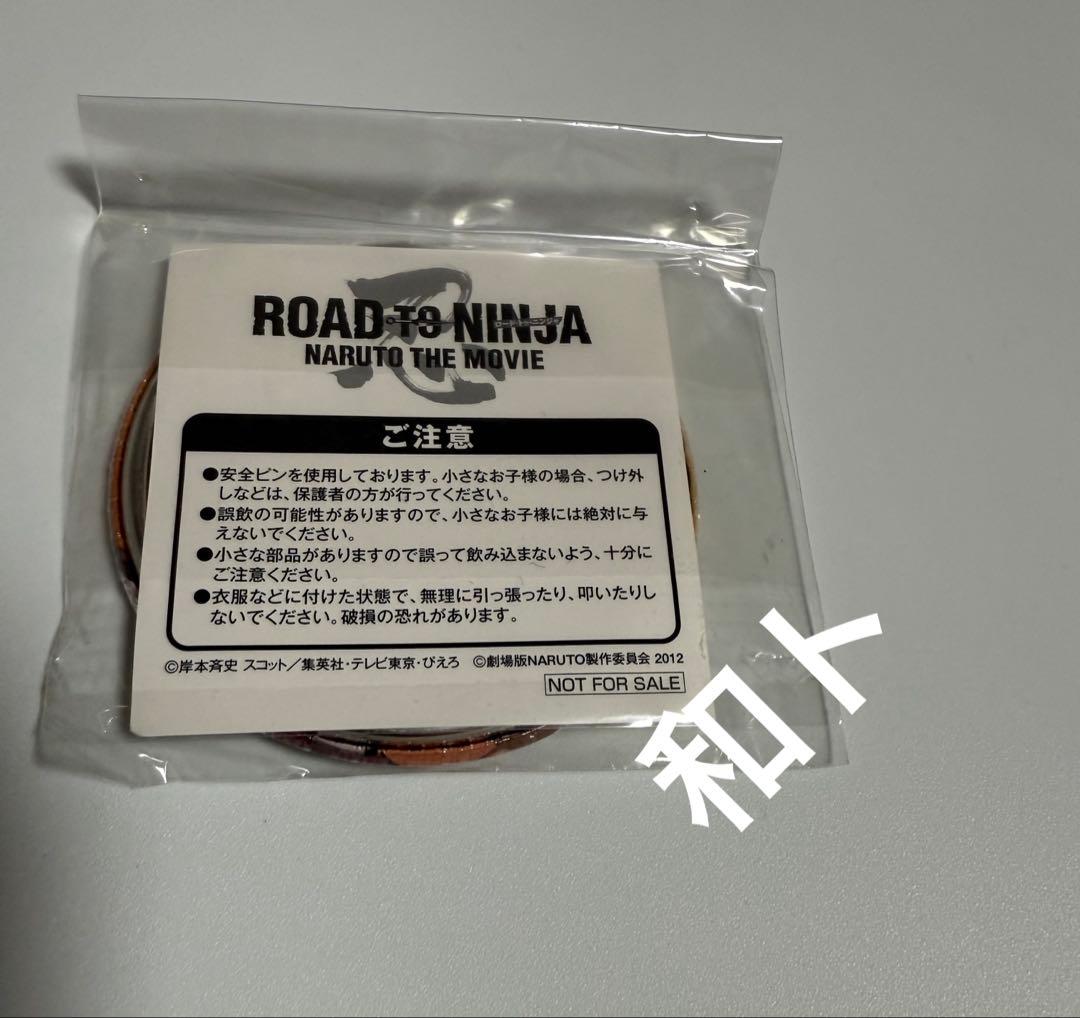 忍
ROAD TO NINJA
ロード・トゥ・ニンジャ
NARUTO THE MOVIE
ご注意
●安全ピンを使用しております。小さなお子様の場合、つけ外
しなどは、保護者の方が行ってください。
●誤飲の可能性がありますので、小さなお子様には絶対に与
えないでください。
●小さな部品がありますので誤って飲み込まないよう、十分に
ご注意ください。
●衣服などに付けた状態で、無理に引っ張ったり、叩いたりし
ないでください。破損の恐れがあります。
©岸本斉史 スコット／集英社・テレビ東京・ぴえろ ©劇場版NARUTO製作委員会 2012
NOT FOR SALE
和ト